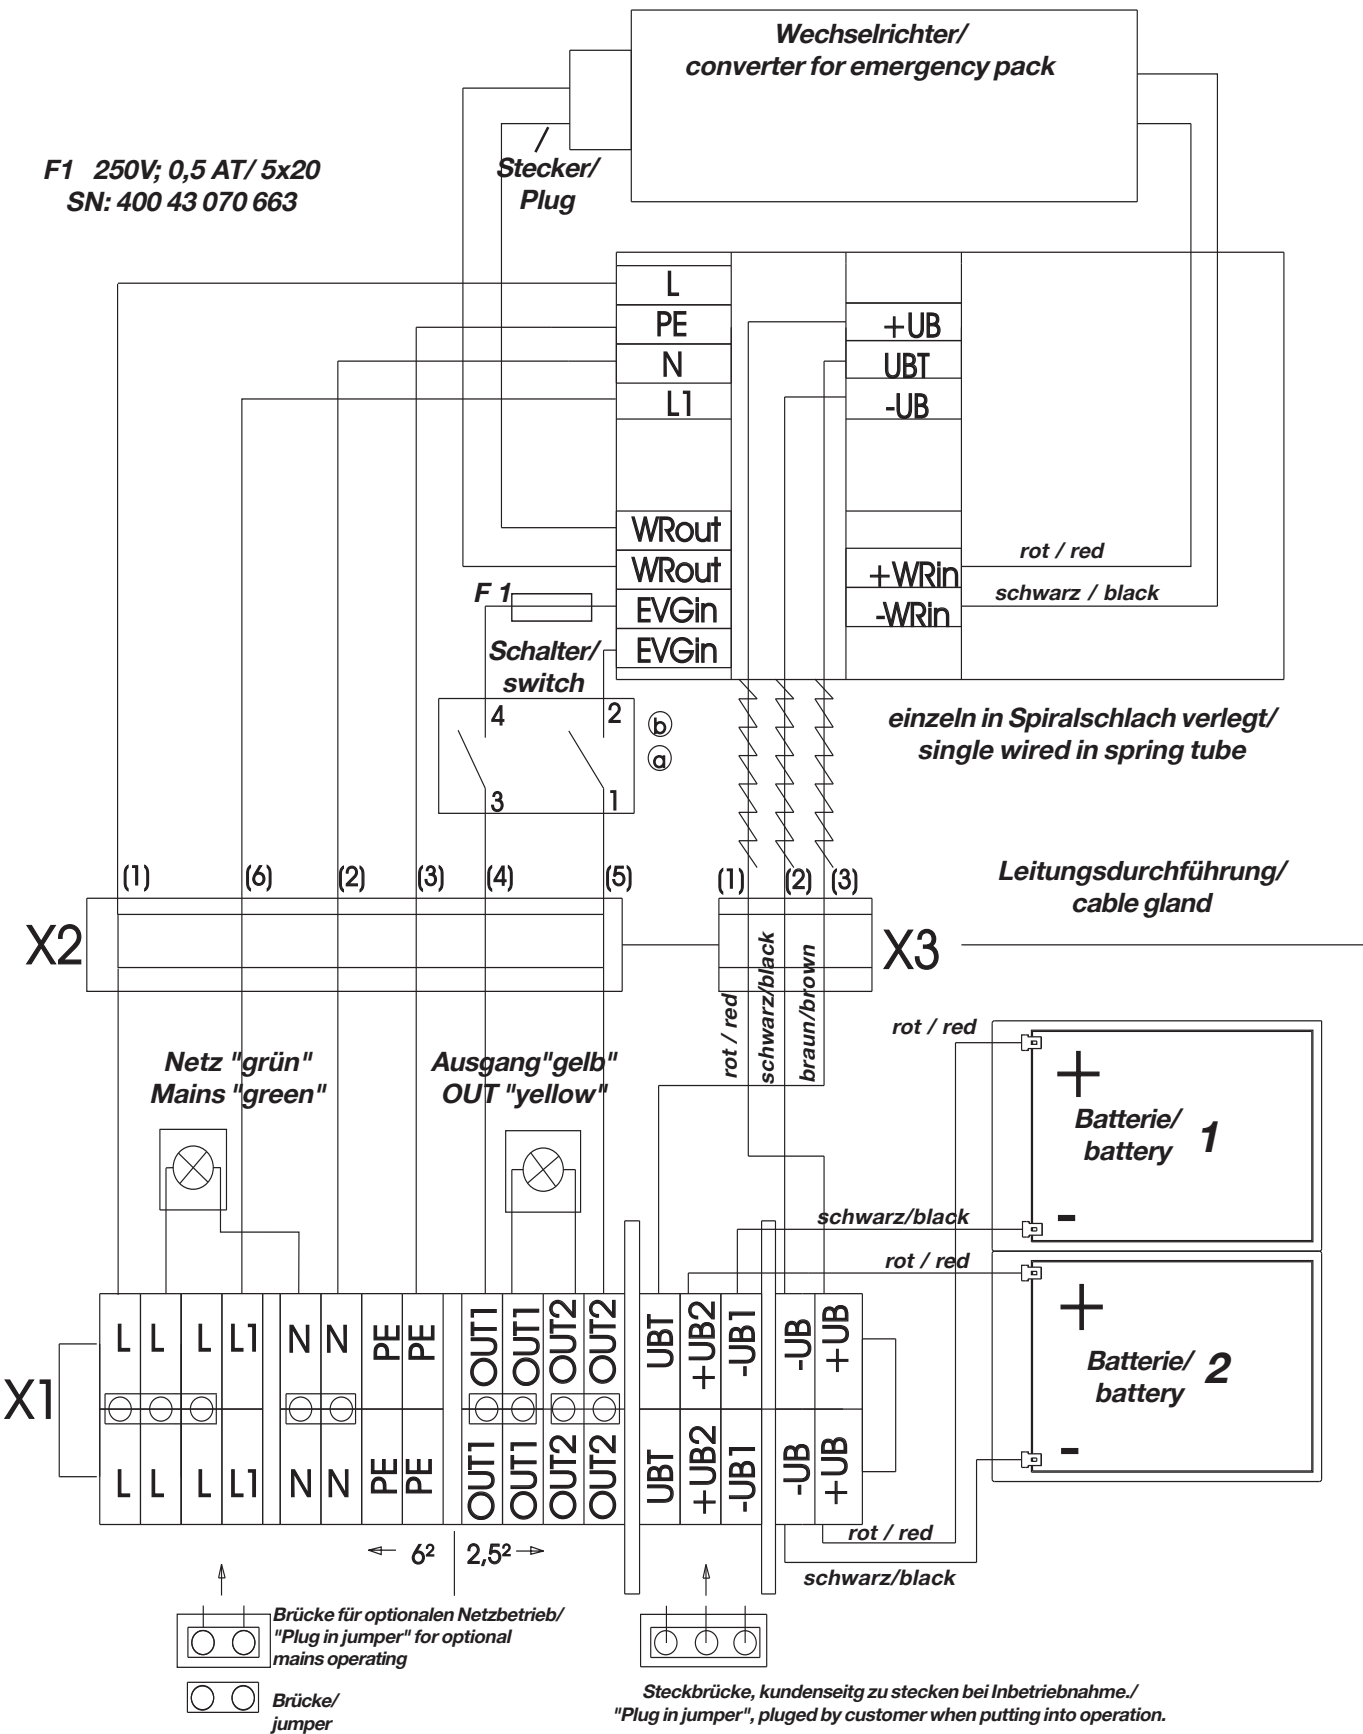 Wechselrichter/
converter for emergency pack
F1 250V; 0,5 AT/ 5x20
SN: 400 43 070 663
Stecker/
Plug
L
PE
N
L1
+UB
UBT
-UB
WRout
WRout
EVGin
EVGin
+WRin
-WRin
rot / red
schwarz / black
F 1
Schalter/
switch
4
2
b
a
3
1
einzeln in Spiralschlach verlegt/
single wired in spring tube
(1)
(6)
(2)
(3)
(4)
(5)
(1)
(2)
(3)
Leitungsdurchführung/
cable gland
X2
X3
rot / red
schwarz/black
braun/brown
Netz "grün"
Mains "green"
Ausgang"gelb"
OUT "yellow"
rot / red
+
Batterie/
battery
1
-
schwarz/black
rot / red
+
Batterie/
battery
2
-
X1
L L L L1 N N PE PE OUT1 OUT1 OUT2 OUT2 UBT +UB2 -UB1 -UB +UB
L L L L1 N N PE PE OUT1 OUT1 OUT2 OUT2 UBT +UB2 -UB1 -UB +UB
rot / red
schwarz/black
← 6² 2,5² →
Brücke für optionalen Netzbetrieb/
"Plug in jumper" for optional
mains operating
Brücke/
jumper
Steckbrücke, kundenseitg zu stecken bei Inbetriebnahme./
"Plug in jumper", pluged by customer when putting into operation.